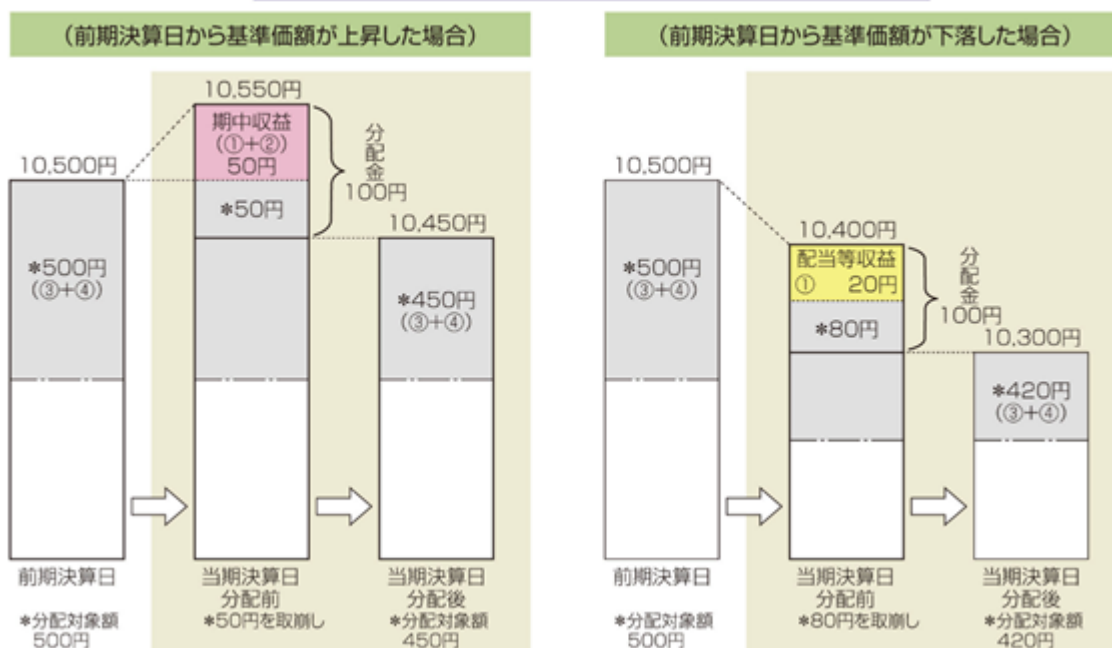 （前期決算日から基準価額が上昇した場合）
10,550円
期中収益
（①+②）
50円
分配金
100円
10,500円
＊50円
10,450円
＊500円
（③+④）
＊450円
（③+④）
前期決算日
当期決算日
分配前
当期決算日
分配後
＊分配対象額
500円
＊50円を取崩し
＊分配対象額
450円
（前期決算日から基準価額が下落した場合）
10,500円
10,400円
配当等収益
① 20円
分配金
100円
＊500円
（③+④）
＊80円
10,300円
＊420円
（③+④）
前期決算日
当期決算日
分配前
当期決算日
分配後
＊分配対象額
500円
＊80円を取崩し
＊分配対象額
420円